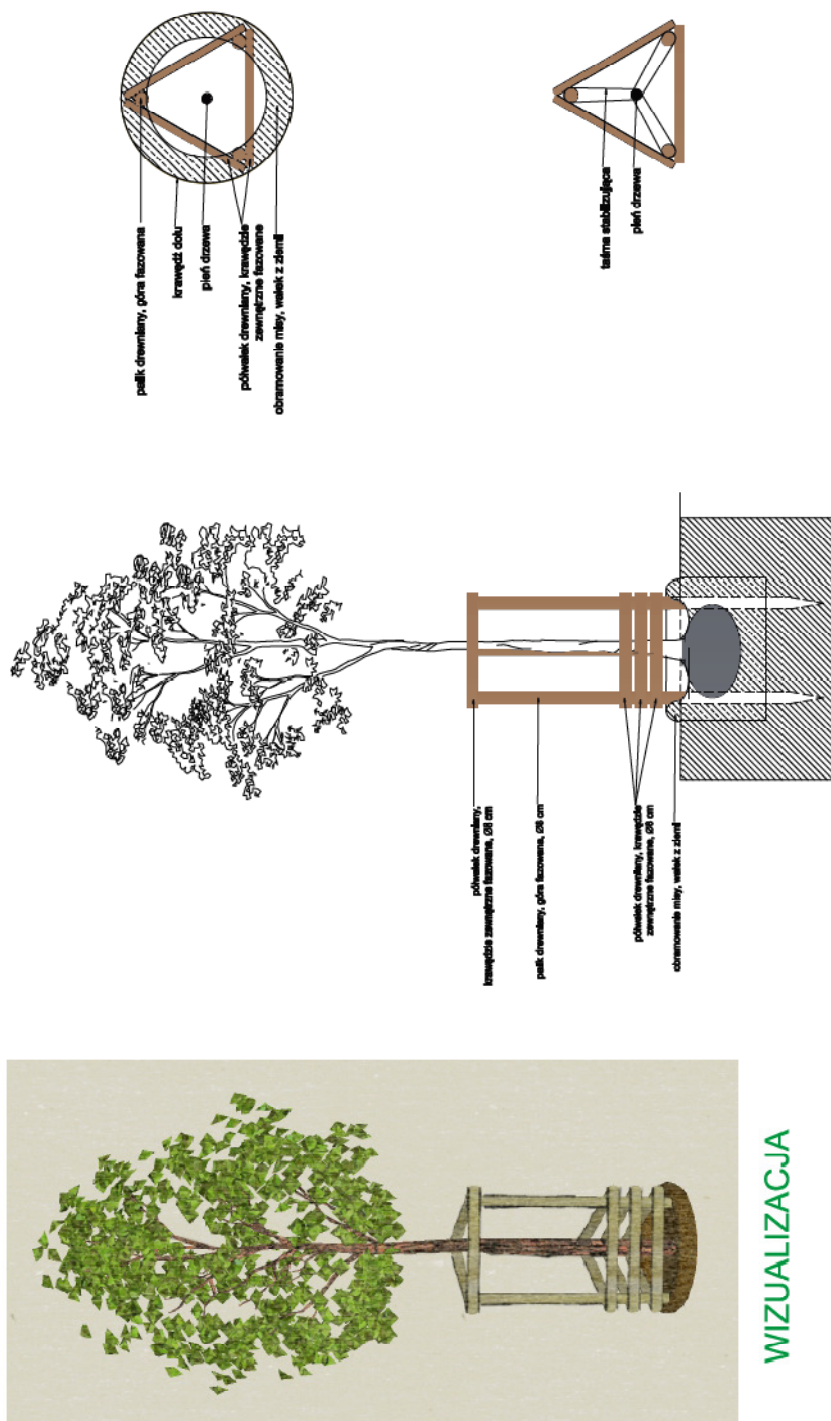 palik drewniany, góra fazowana
krawędź dołu
pień drzewa
półwałek drewniany, krawędzie
zewnętrzne fazowane
obramowanie misy, wałek z ziemi
taśma stabilizująca
pień drzewa
półwałek drewniany,
krawędzie zewnętrzne fazowane, Ø8 cm
palik drewniany, góra fazowana, Ø8 cm
półwałek drewniany, krawędzie
zewnętrzne fazowane, Ø8 cm
obramowanie misy, wałek z ziemi
WIZUALIZACJA